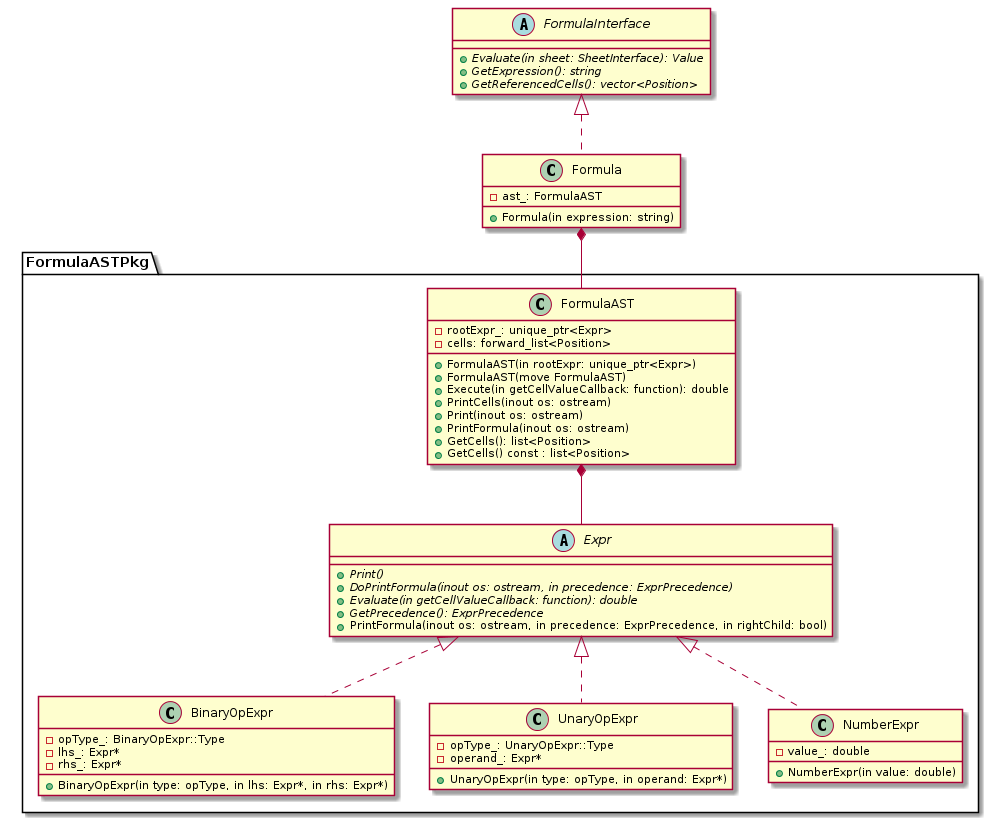 A FormulaInterface
Evaluate(in sheet: SheetInterface): Value
GetExpression(): string
GetReferencedCells(): vector<Position>
C Formula
ast_: FormulaAST
Formula(in expression: string)
FormulaASTPkg
C FormulaAST
rootExpr_: unique_ptr<Expr>
cells: forward_list<Position>
FormulaAST(in rootExpr: unique_ptr<Expr>)
FormulaAST(move FormulaAST)
Execute(in getCellValueCallback: function): double
PrintCells(inout os: ostream)
Print(inout os: ostream)
PrintFormula(inout os: ostream)
GetCells(): list<Position>
GetCells() const : list<Position>
A Expr
Print()
DoPrintFormula(inout os: ostream, in precedence: ExprPrecedence)
Evaluate(in getCellValueCallback: function): double
GetPrecedence(): ExprPrecedence
PrintFormula(inout os: ostream, in precedence: ExprPrecedence, in rightChild: bool)
C BinaryOpExpr
opType_: BinaryOpExpr::Type
lhs_: Expr*
rhs_: Expr*
BinaryOpExpr(in type: opType, in lhs: Expr*, in rhs: Expr*)
C UnaryOpExpr
opType_: UnaryOpExpr::Type
operand_: Expr*
UnaryOpExpr(in type: opType, in operand: Expr*)
C NumberExpr
value_: double
NumberExpr(in value: double)